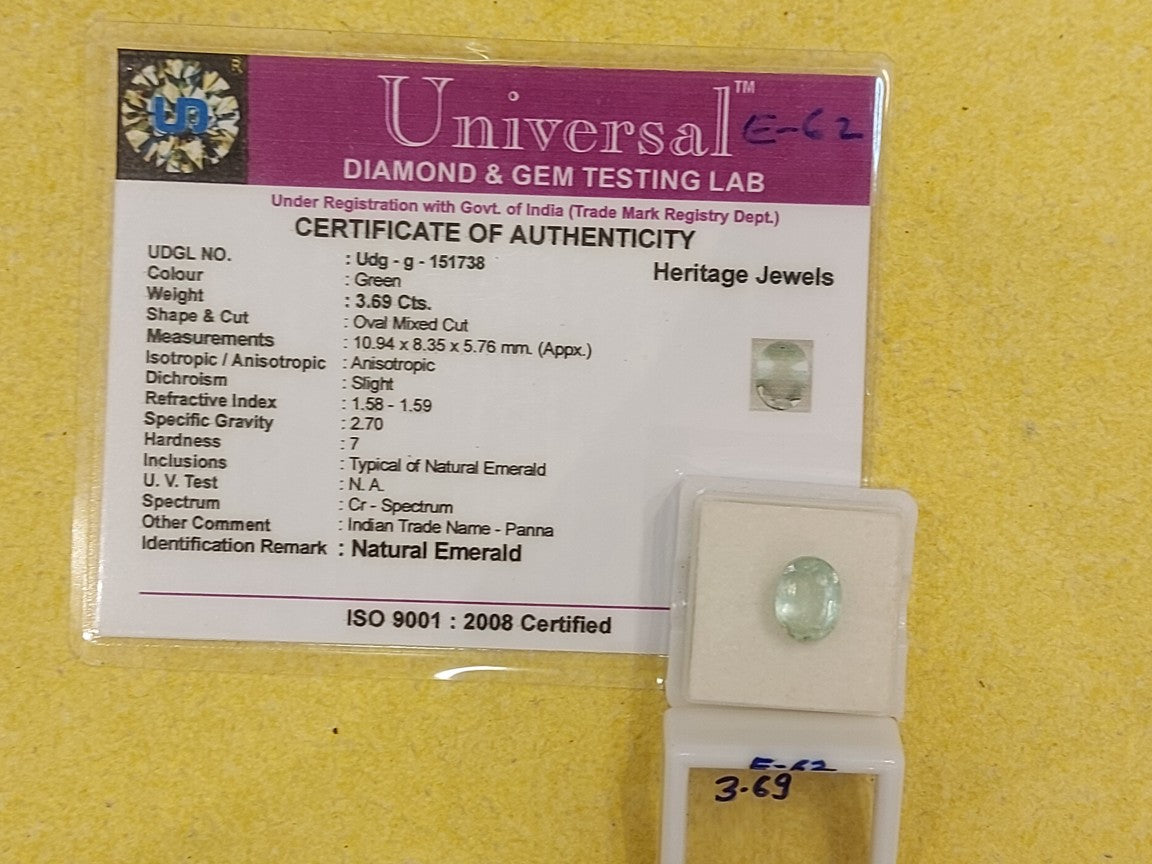 UD
R
Universal™
E-62
DIAMOND & GEM TESTING LAB
Under Registration with Govt. of India (Trade Mark Registry Dept.)
CERTIFICATE OF AUTHENTICITY
Heritage Jewels
UDGL NO. : Udg - g - 151738
Colour : Green
Weight : 3.69 Cts.
Shape & Cut : Oval Mixed Cut
Measurements : 10.94 x 8.35 x 5.76 mm. (Appx.)
Isotropic / Anisotropic : Anisotropic
Dichroism : Slight
Refractive Index : 1.58 - 1.59
Specific Gravity : 2.70
Hardness : 7
Inclusions : Typical of Natural Emerald
U. V. Test : N. A.
Spectrum : Cr - Spectrum
Other Comment : Indian Trade Name - Panna
Identification Remark : Natural Emerald
ISO 9001 : 2008 Certified
E-62
3.69